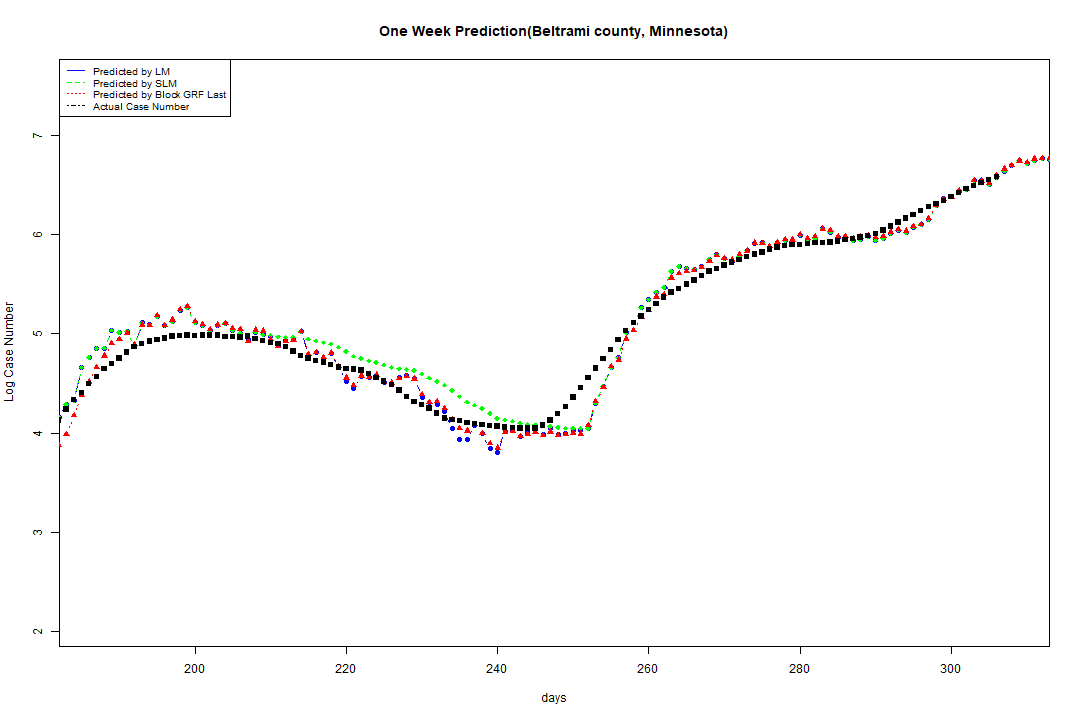 One Week Prediction(Beltrami county, Minnesota)
Predicted by LM
Predicted by SLM
Predicted by Block GRF Last
Actual Case Number
7
6
5
4
3
2
Log Case Number
200 220 240 260 280 300
days